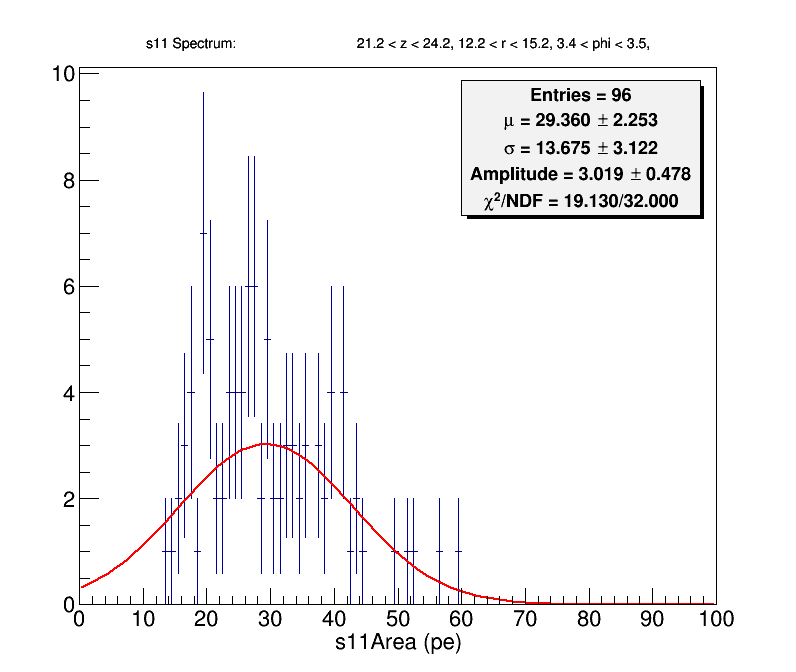 s11 Spectrum: 21.2 < z < 24.2, 12.2 < r < 15.2, 3.4 < phi < 3.5,
Entries = 96
μ = 29.360 ± 2.253
σ = 13.675 ± 3.122
Amplitude = 3.019 ± 0.478
χ²/NDF = 19.130/32.000
10
8
6
4
2
0
0 10 20 30 40 50 60 70 80 90 100
s11Area (pe)